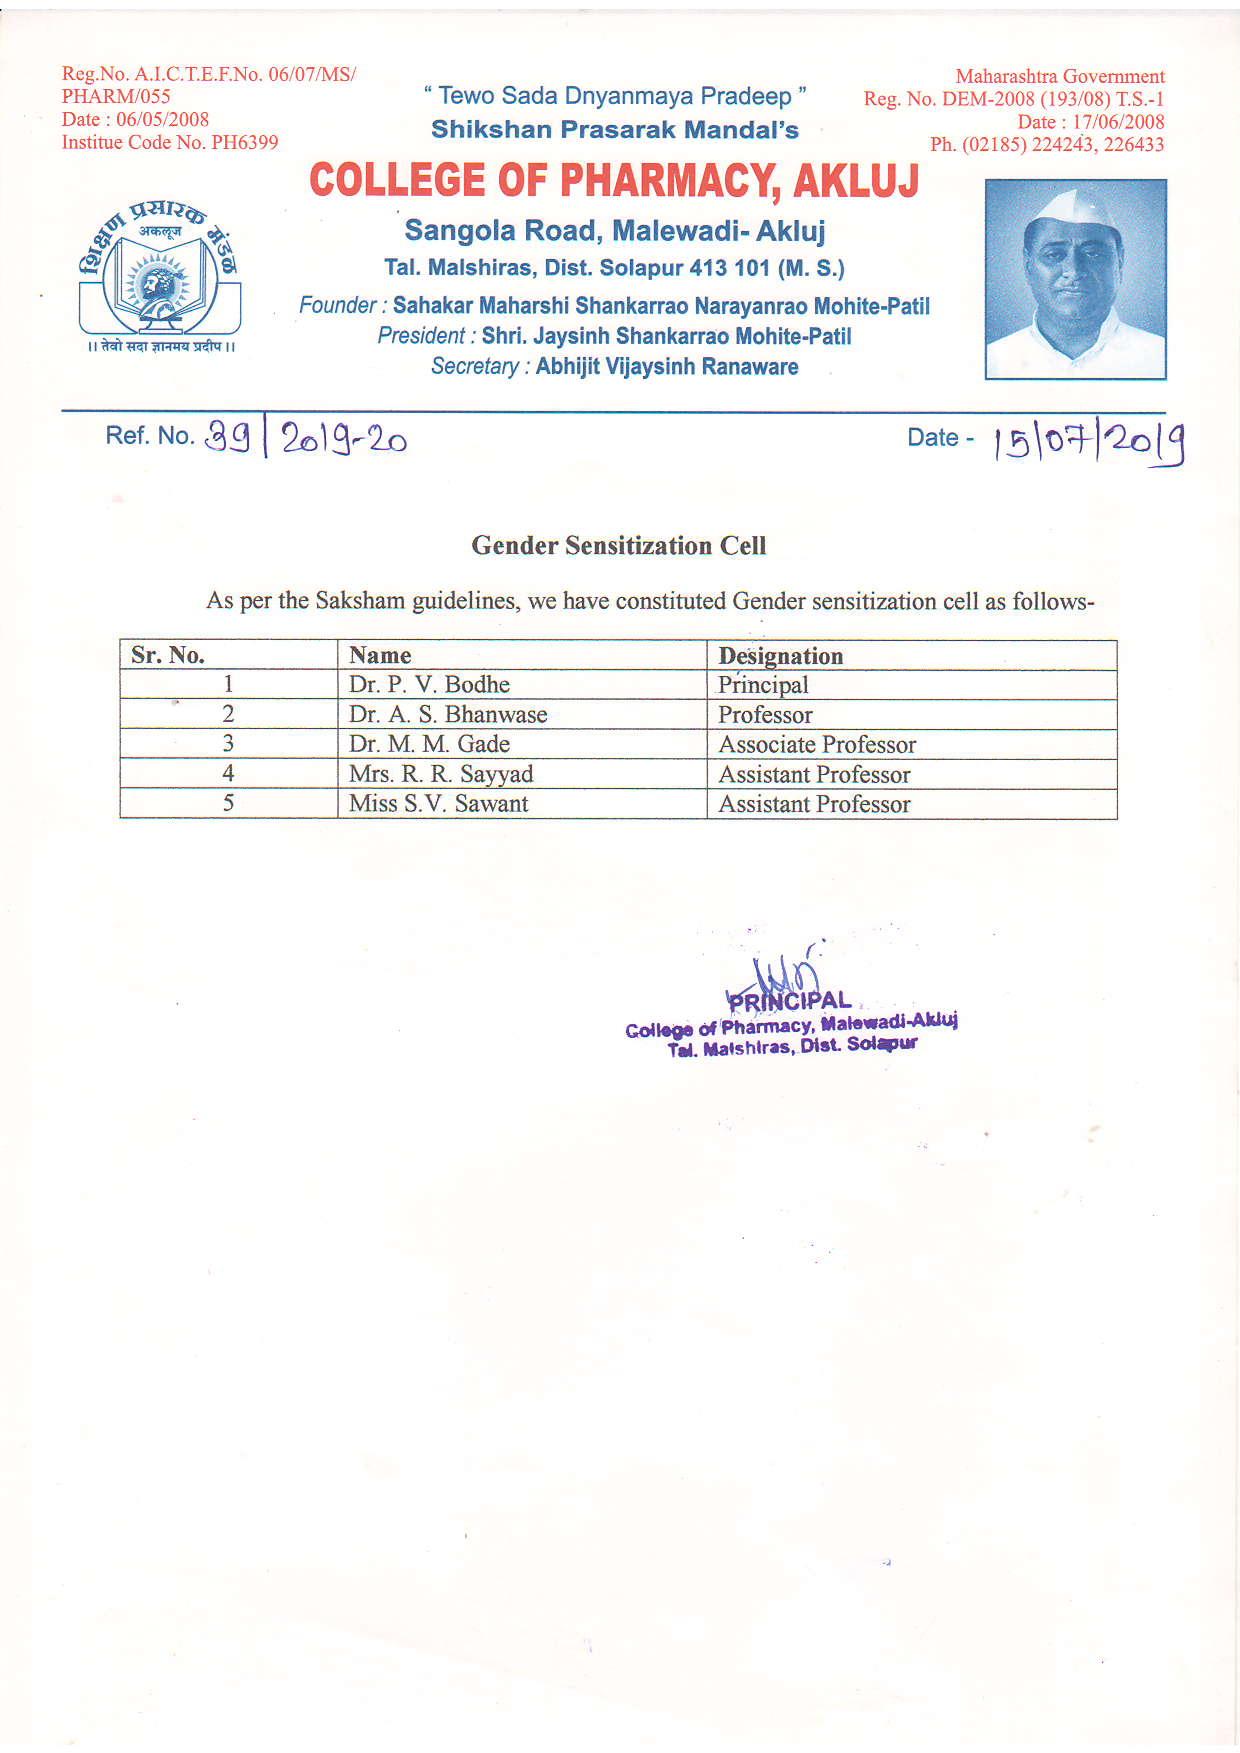 Reg.No. A.I.C.T.E.F.No. 06/07/MS/
PHARM/055
Date : 06/05/2008
Institue Code No. PH6399
Maharashtra Government
Reg. No. DEM-2008 (193/08) T.S.-1
Date : 17/06/2008
Ph. (02185) 224243, 226433
“ Tewo Sada Dnyanmaya Pradeep ”
Shikshan Prasarak Mandal’s
COLLEGE OF PHARMACY, AKLUJ
Sangola Road, Malewadi- Akluj
Tal. Malshiras, Dist. Solapur 413 101 (M. S.)
Founder : Sahakar Maharshi Shankarrao Narayanrao Mohite-Patil
President : Shri. Jaysinh Shankarrao Mohite-Patil
Secretary : Abhijit Vijaysinh Ranaware
शिक्षण प्रसारक मंडळ
अकलूज
।। तेवो सदा ज्ञानमय प्रदीप ।।
Ref. No. 39/2019-20
Date - 15/07/2019
Gender Sensitization Cell
As per the Saksham guidelines, we have constituted Gender sensitization cell as follows-
Sr. No. Name Designation
1 Dr. P. V. Bodhe Principal
2 Dr. A. S. Bhanwase Professor
3 Dr. M. M. Gade Associate Professor
4 Mrs. R. R. Sayyad Assistant Professor
5 Miss S.V. Sawant Assistant Professor
PRINCIPAL
College of Pharmacy, Malewadi-Akluj
Tal. Malshiras, Dist. Solapur